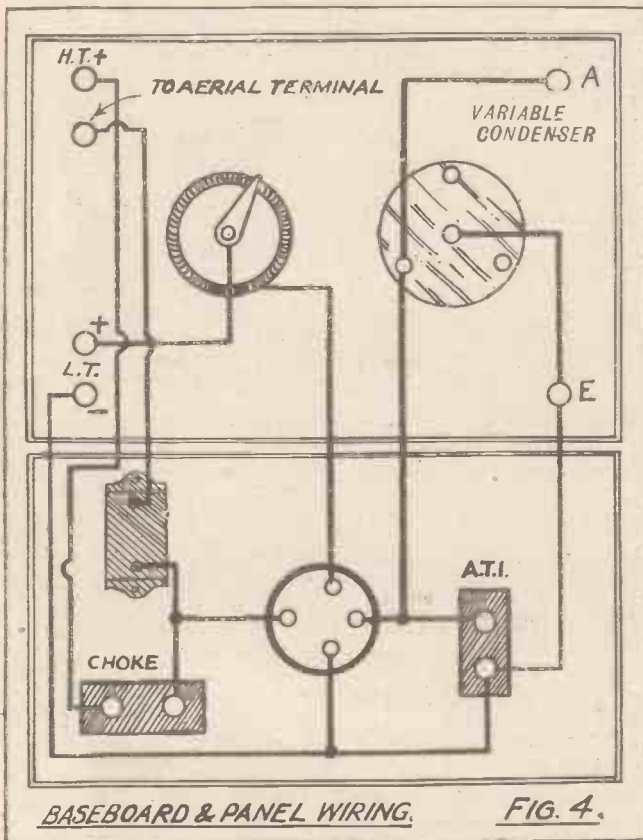 H.T.+
TO AERIAL TERMINAL
A
VARIABLE
CONDENSER
+
L.T.
−
E
A.T.I.
CHOKE
BASEBOARD & PANEL WIRING.
FIG. 4.